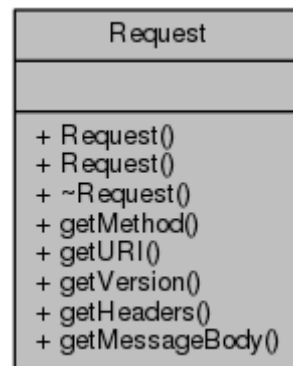 Request
+ Request()
+ Request()
+ ~Request()
+ getMethod()
+ getURI()
+ getVersion()
+ getHeaders()
+ getMessageBody()